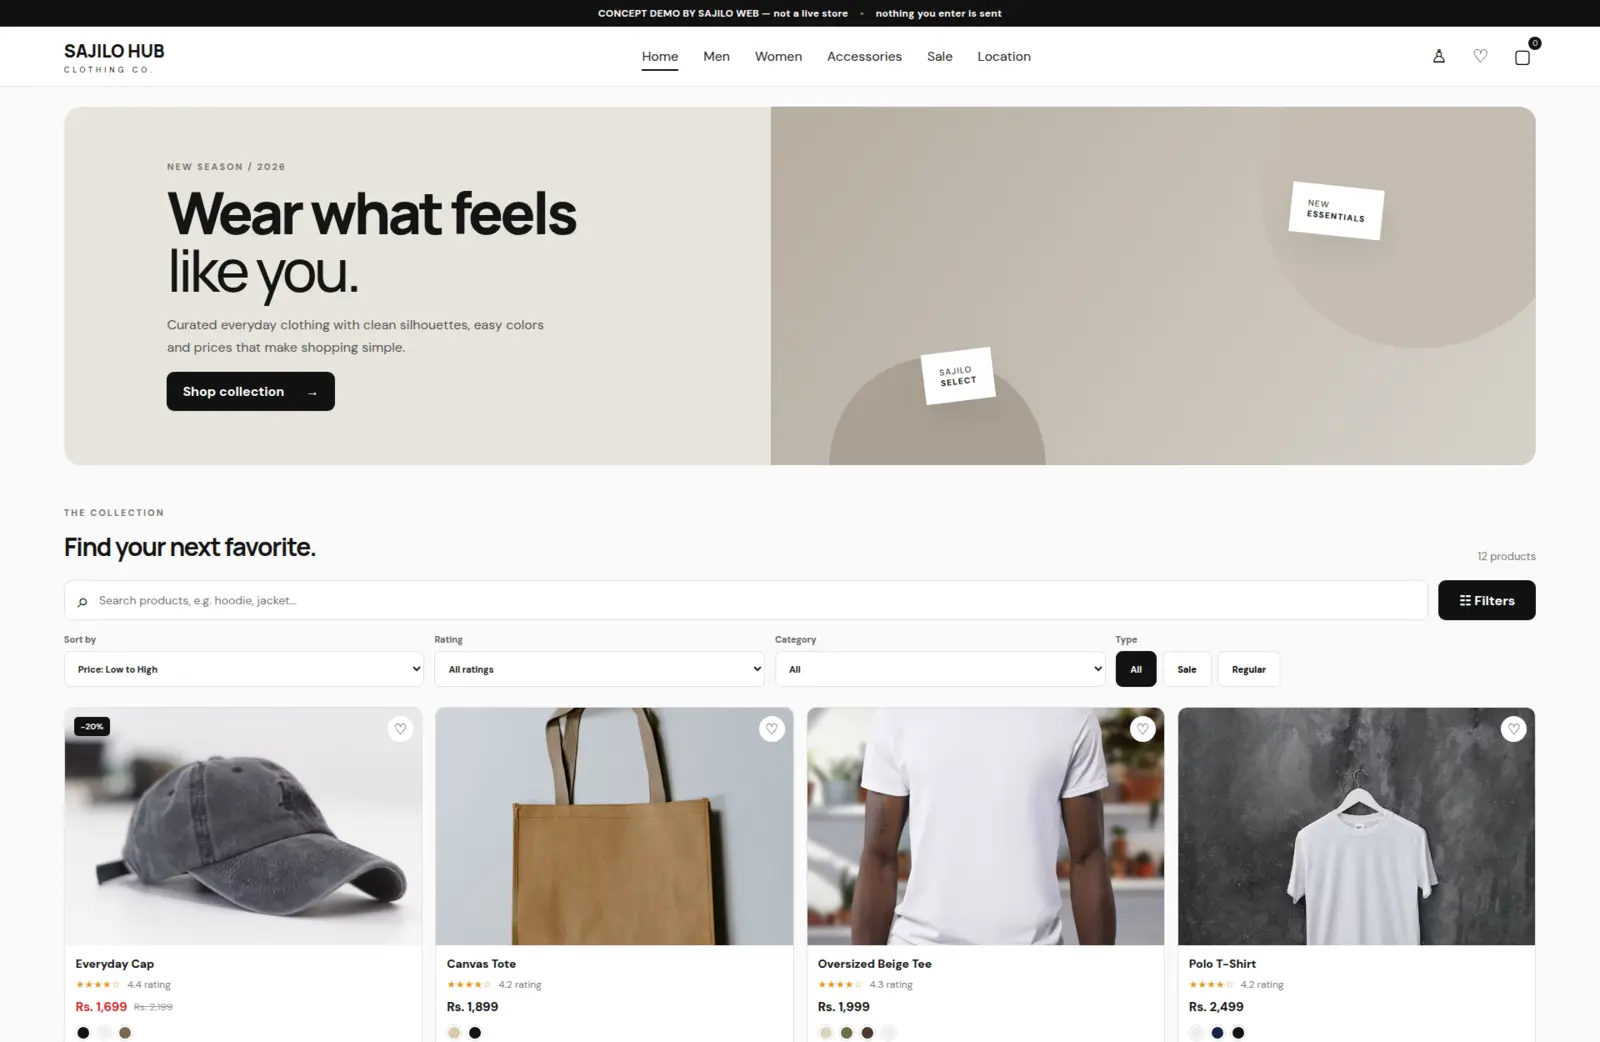 CONCEPT DEMO BY SAJILO WEB — not a live store • nothing you enter is sent
SAJILO HUB
CLOTHING CO.
Home Men Women Accessories Sale Location
0
NEW SEASON / 2026
Wear what feels
like you.
Curated everyday clothing with clean silhouettes, easy colors
and prices that make shopping simple.
Shop collection →
NEW
ESSENTIALS
SAJILO
SELECT
THE COLLECTION
Find your next favorite.
12 products
Search products, e.g. hoodie, jacket...
Filters
Sort by Rating Category Type
Price: Low to High All ratings All All Sale Regular
-20%
Everyday Cap
★★★★☆ 4.4 rating
Rs. 1,699 Rs. 2,199
Canvas Tote
★★★★☆ 4.2 rating
Rs. 1,899
Oversized Beige Tee
★★★★☆ 4.3 rating
Rs. 1,999
Polo T-Shirt
★★★★☆ 4.2 rating
Rs. 2,499